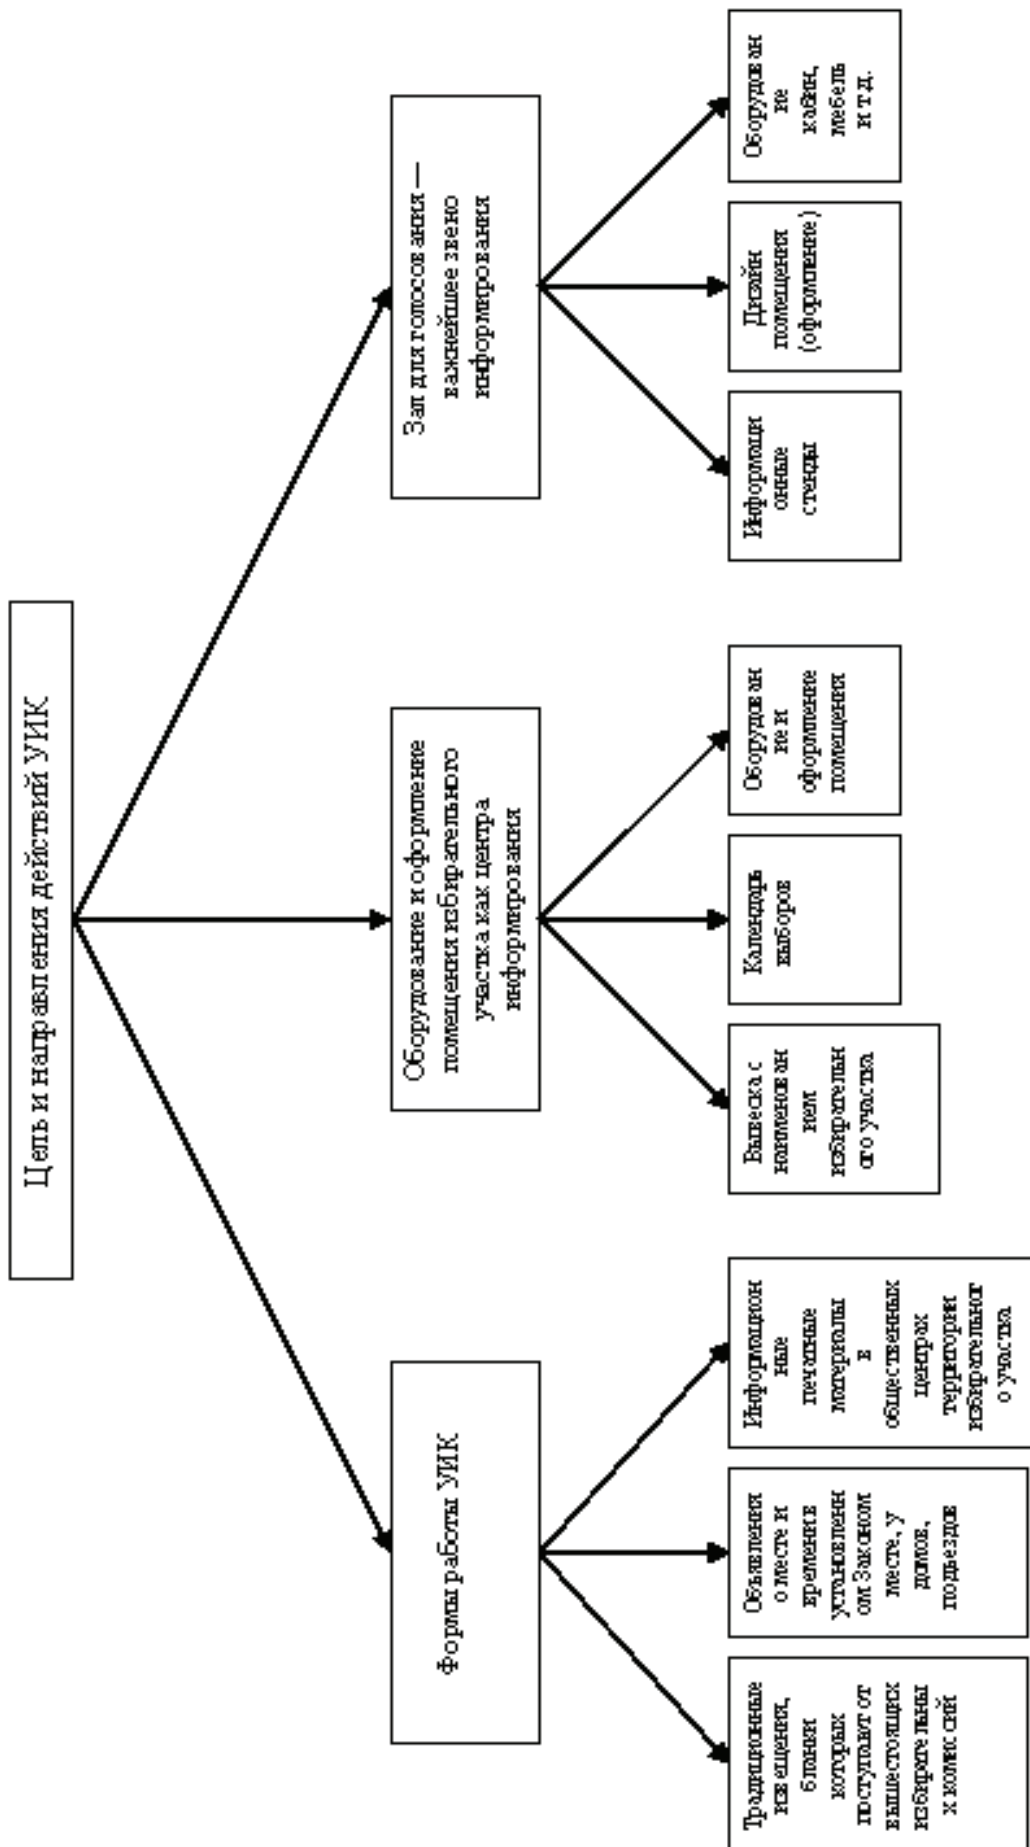 Цель и направления действий УИК
Формы работы УИК
Оборудование и оформление
помещения избирательного
участка как центра
информирования
Зал для голосования —
важнейшее звено
информирования
Традиционные
извещения,
бланки
которых
поступают от
вышестоящих
избирательны
х комиссий
Объявления
о месте и
времени в
установленн
ом Законом
месте, у
домов,
подъездов
Информацион
ные
печатные
материалы
в
общественных
центрах
территории
избирательног
о участка
Вывеска с
наименован
ием
избирательн
ого участка
Календарь
выборов
Оборудован
ие и
оформление
помещения
Информаци
онные
стенды
Дизайн
помещения
(оформление)
Оборудован
ие
кабин,
мебель
и т.д.